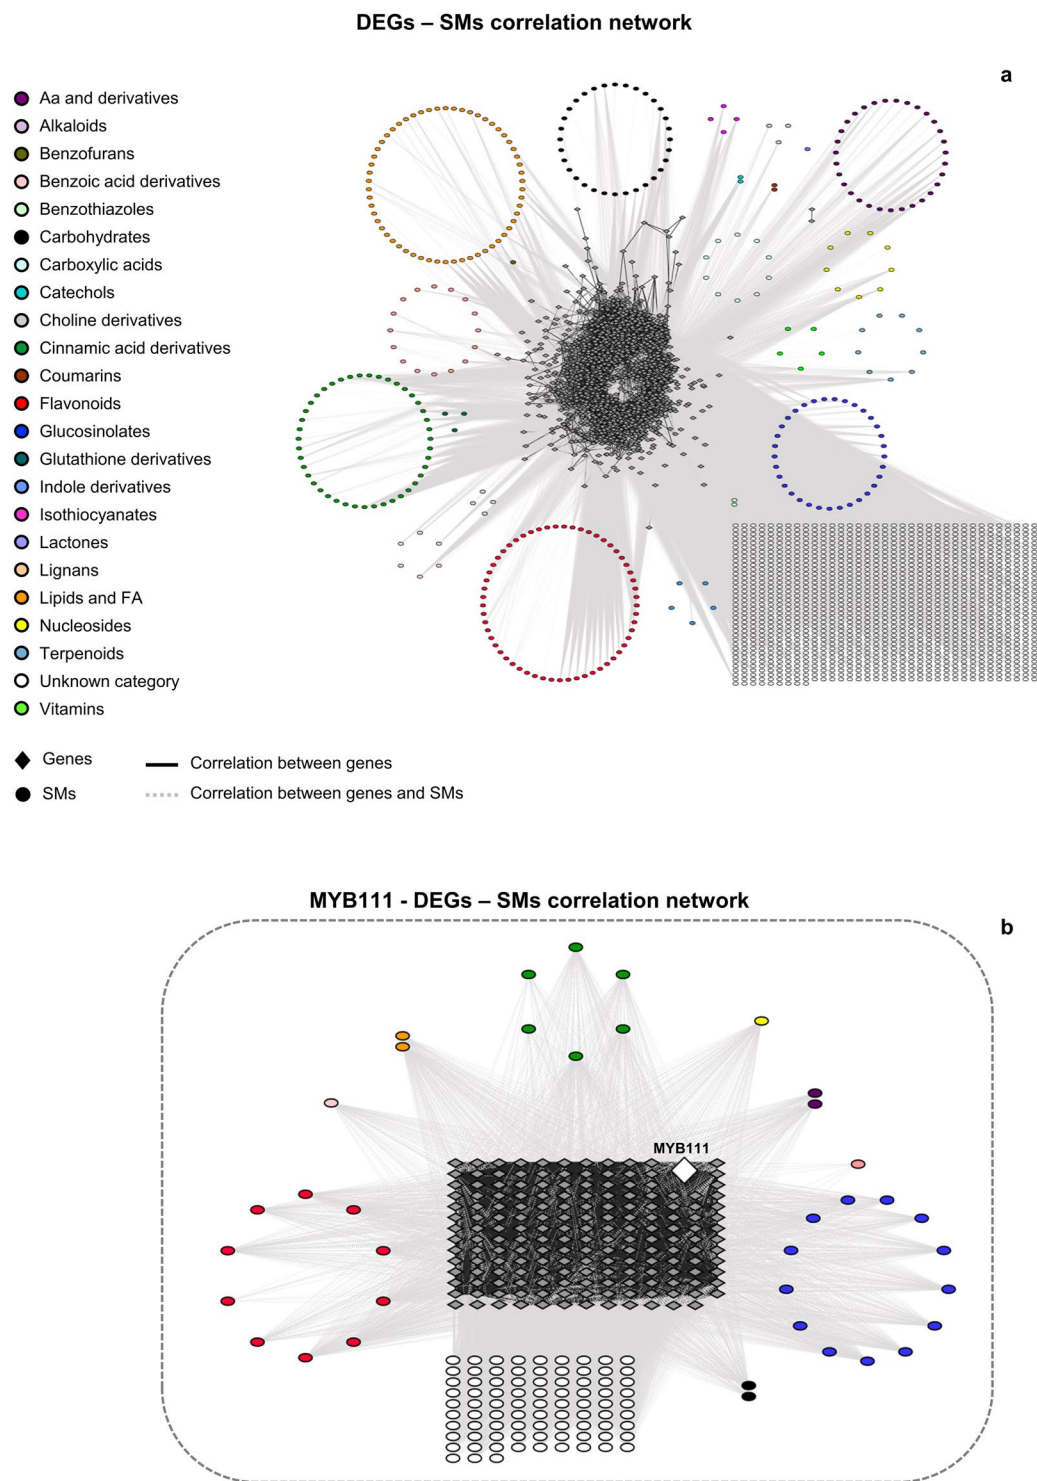 DEGs – SMs correlation network
a
Aa and derivatives
Alkaloids
Benzofurans
Benzoic acid derivatives
Benzothiazoles
Carbohydrates
Carboxylic acids
Catechols
Choline derivatives
Cinnamic acid derivatives
Coumarins
Flavonoids
Glucosinolates
Glutathione derivatives
Indole derivatives
Isothiocyanates
Lactones
Lignans
Lipids and FA
Nucleosides
Terpenoids
Unknown category
Vitamins
Genes
Correlation between genes
SMs
Correlation between genes and SMs
MYB111 - DEGs – SMs correlation network
b
MYB111